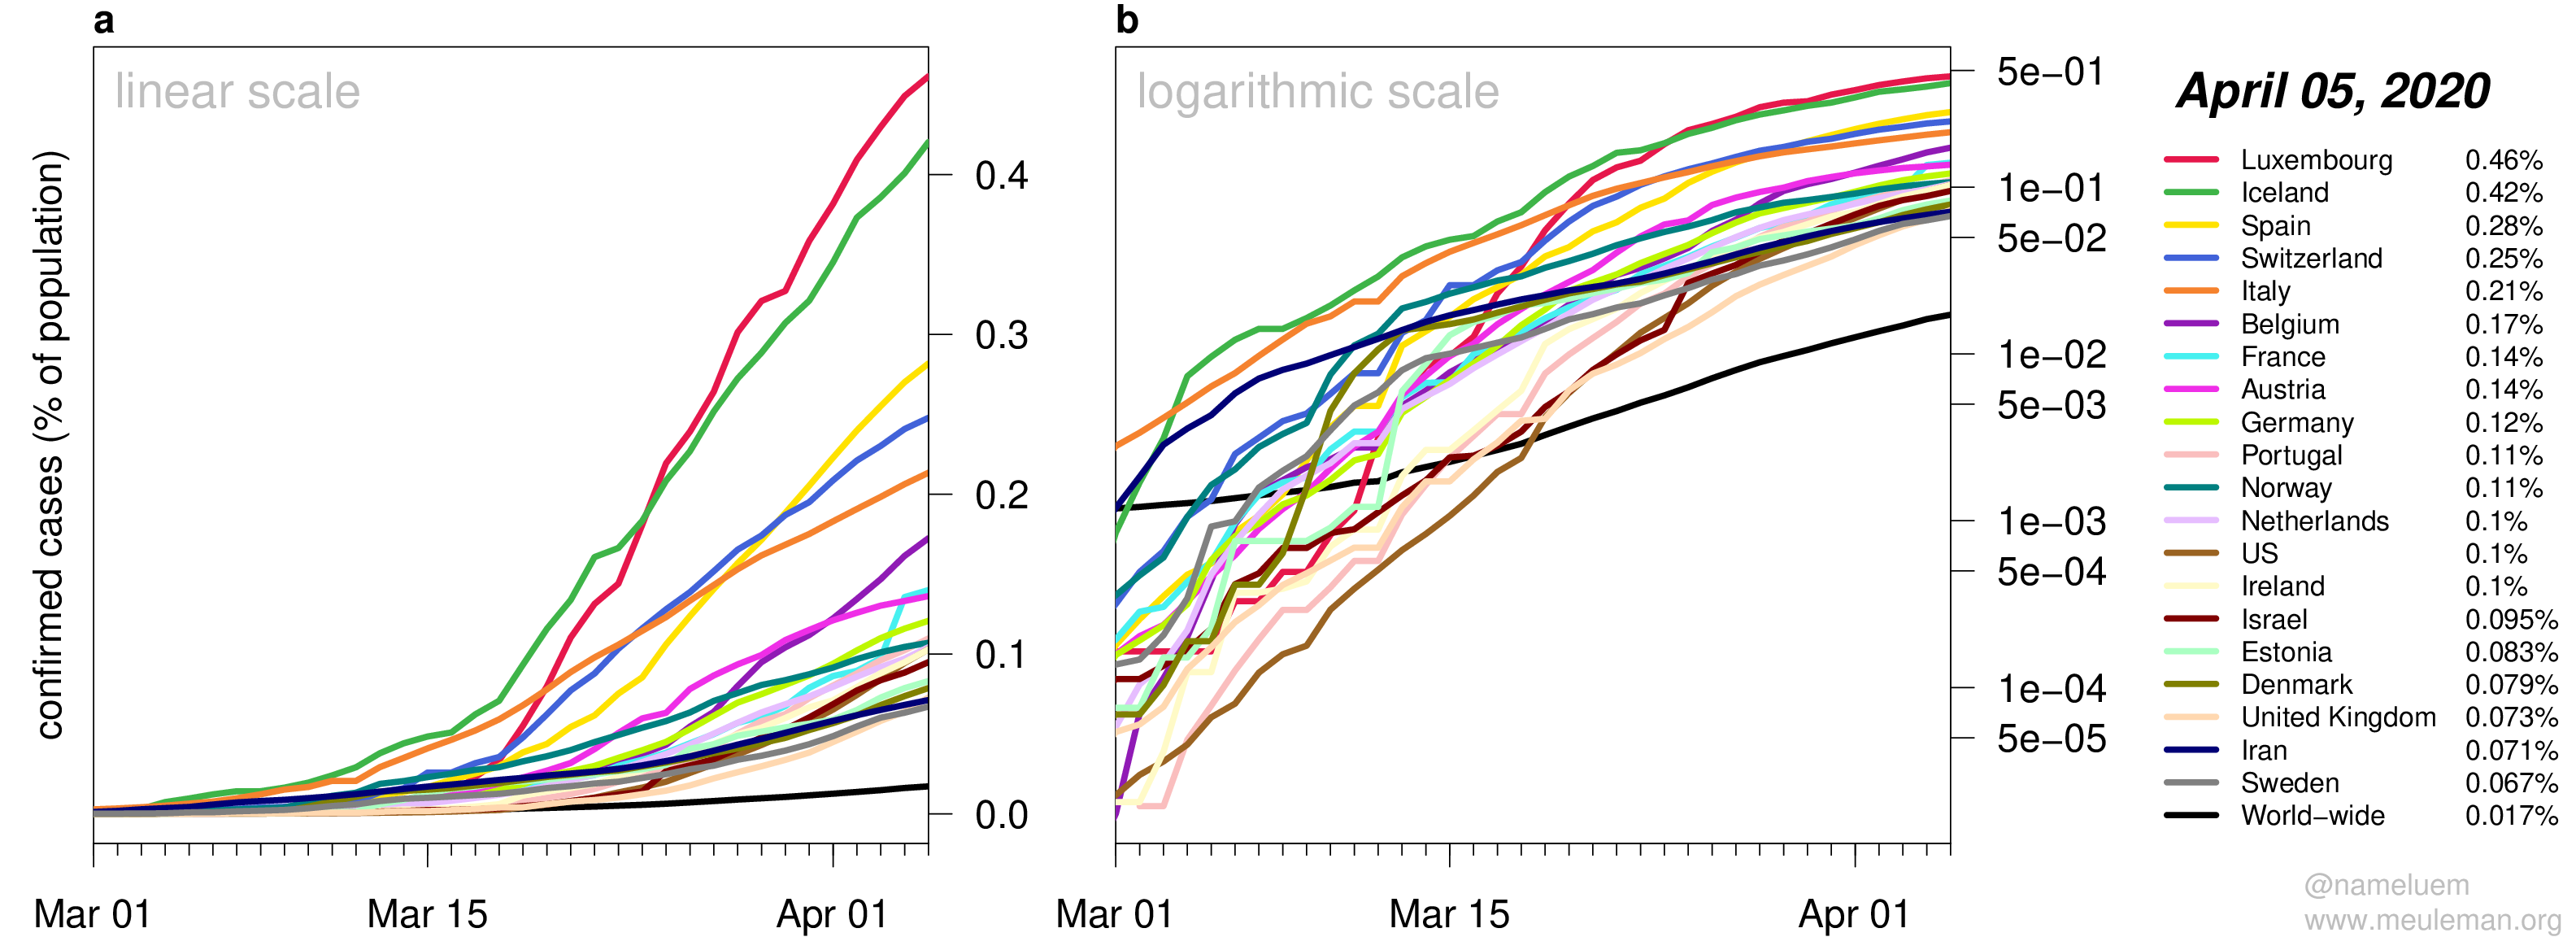 a
linear scale
confirmed cases (% of population)
0.4
0.3
0.2
0.1
0.0
Mar 01
Mar 15
Apr 01
b
logarithmic scale
5e−01
1e−01
5e−02
1e−02
5e−03
1e−03
5e−04
1e−04
5e−05
Mar 01
Mar 15
Apr 01
April 05, 2020
Luxembourg 0.46%
Iceland 0.42%
Spain 0.28%
Switzerland 0.25%
Italy 0.21%
Belgium 0.17%
France 0.14%
Austria 0.14%
Germany 0.12%
Portugal 0.11%
Norway 0.11%
Netherlands 0.1%
US 0.1%
Ireland 0.1%
Israel 0.095%
Estonia 0.083%
Denmark 0.079%
United Kingdom 0.073%
Iran 0.071%
Sweden 0.067%
World−wide 0.017%
@nameluem
www.meuleman.org